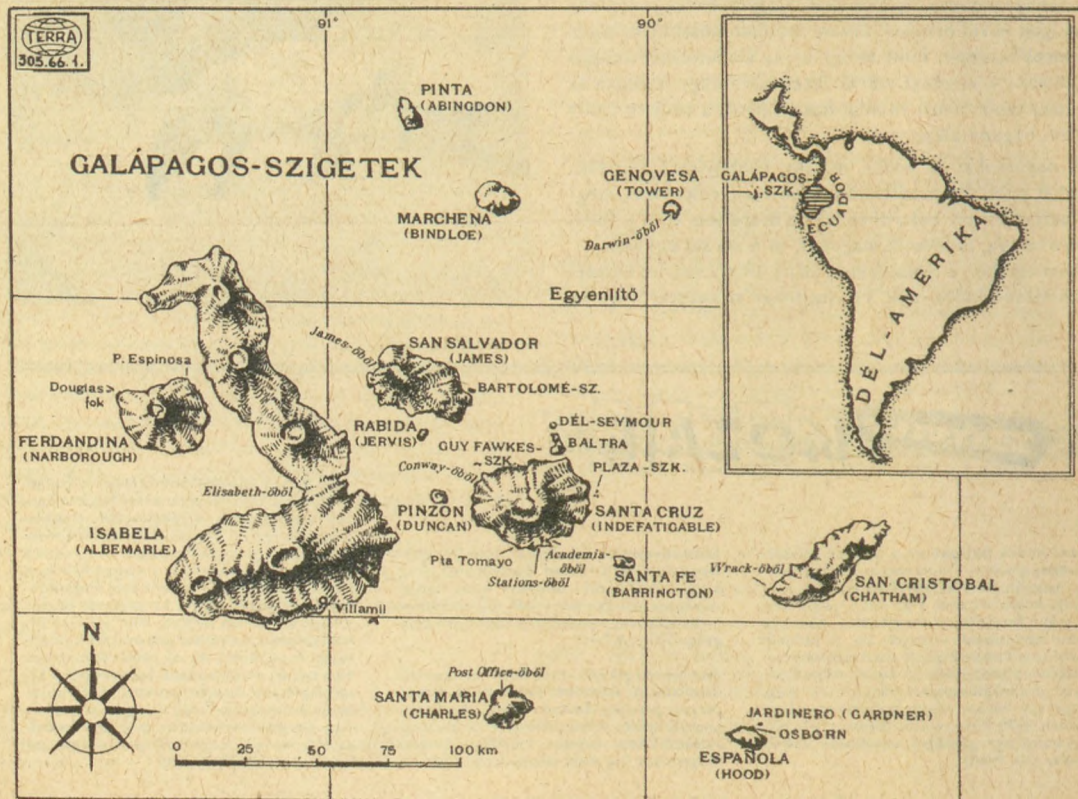 TERRA
305.66.1.
91°
90°
PINTA
(ABINGDON)
GALÁPAGOS-SZIGETEK
MARCHENA
(BINDLOE)
GENOVESA
(TOWER)
Darwin-öböl
GALÁPAGOS-
SZK.
ECUADOR
DÉL-AMERIKA
Egyenlítő
P. Espinosa
Douglas
fok
FERDANDINA
(NARBOROUGH)
James-öböl
SAN SALVADOR
(JAMES)
BARTOLOMÉ-SZ.
RABIDA
(JERVIS)
DÉL-SEYMOUR
BALTRA
GUY FAWKES-
SZK.
PLAZA-SZK.
Conway-öböl
Elisabeth-öböl
PINZÓN
(DUNCAN)
SANTA CRUZ
(INDEFATIGABLE)
ISABELA
(ALBEMARLE)
Pta Tomayo
Academia-
öböl
Stations-öböl
SANTA FE
(BARRINGTON)
Wrack-öböl
SAN CRISTOBAL
(CHATHAM)
Villamil
N
Post Office-öböl
SANTA MARIA
(CHARLES)
JARDINERO (GARDNER)
OSBORN
ESPAÑOLA
(HOOD)
0 25 50 75 100 km